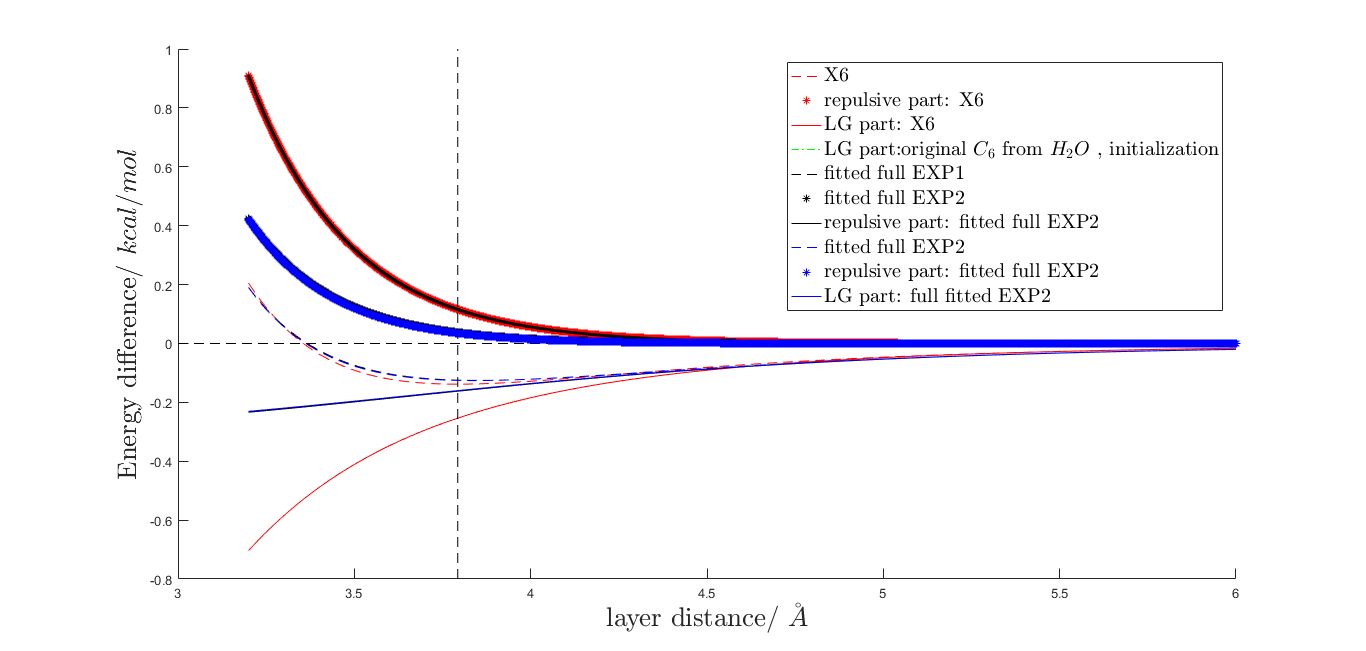 1
0.8
0.6
0.4
0.2
0
-0.2
-0.4
-0.6
-0.8
Energy difference/ kcal/mol
X6
repulsive part: X6
LG part: X6
LG part:original C_6 from H_2O , initialization
fitted full EXP1
fitted full EXP2
repulsive part: fitted full EXP2
fitted full EXP2
repulsive part: fitted full EXP2
LG part: full fitted EXP2
3 3.5 4 4.5 5 5.5 6
layer distance/ Å